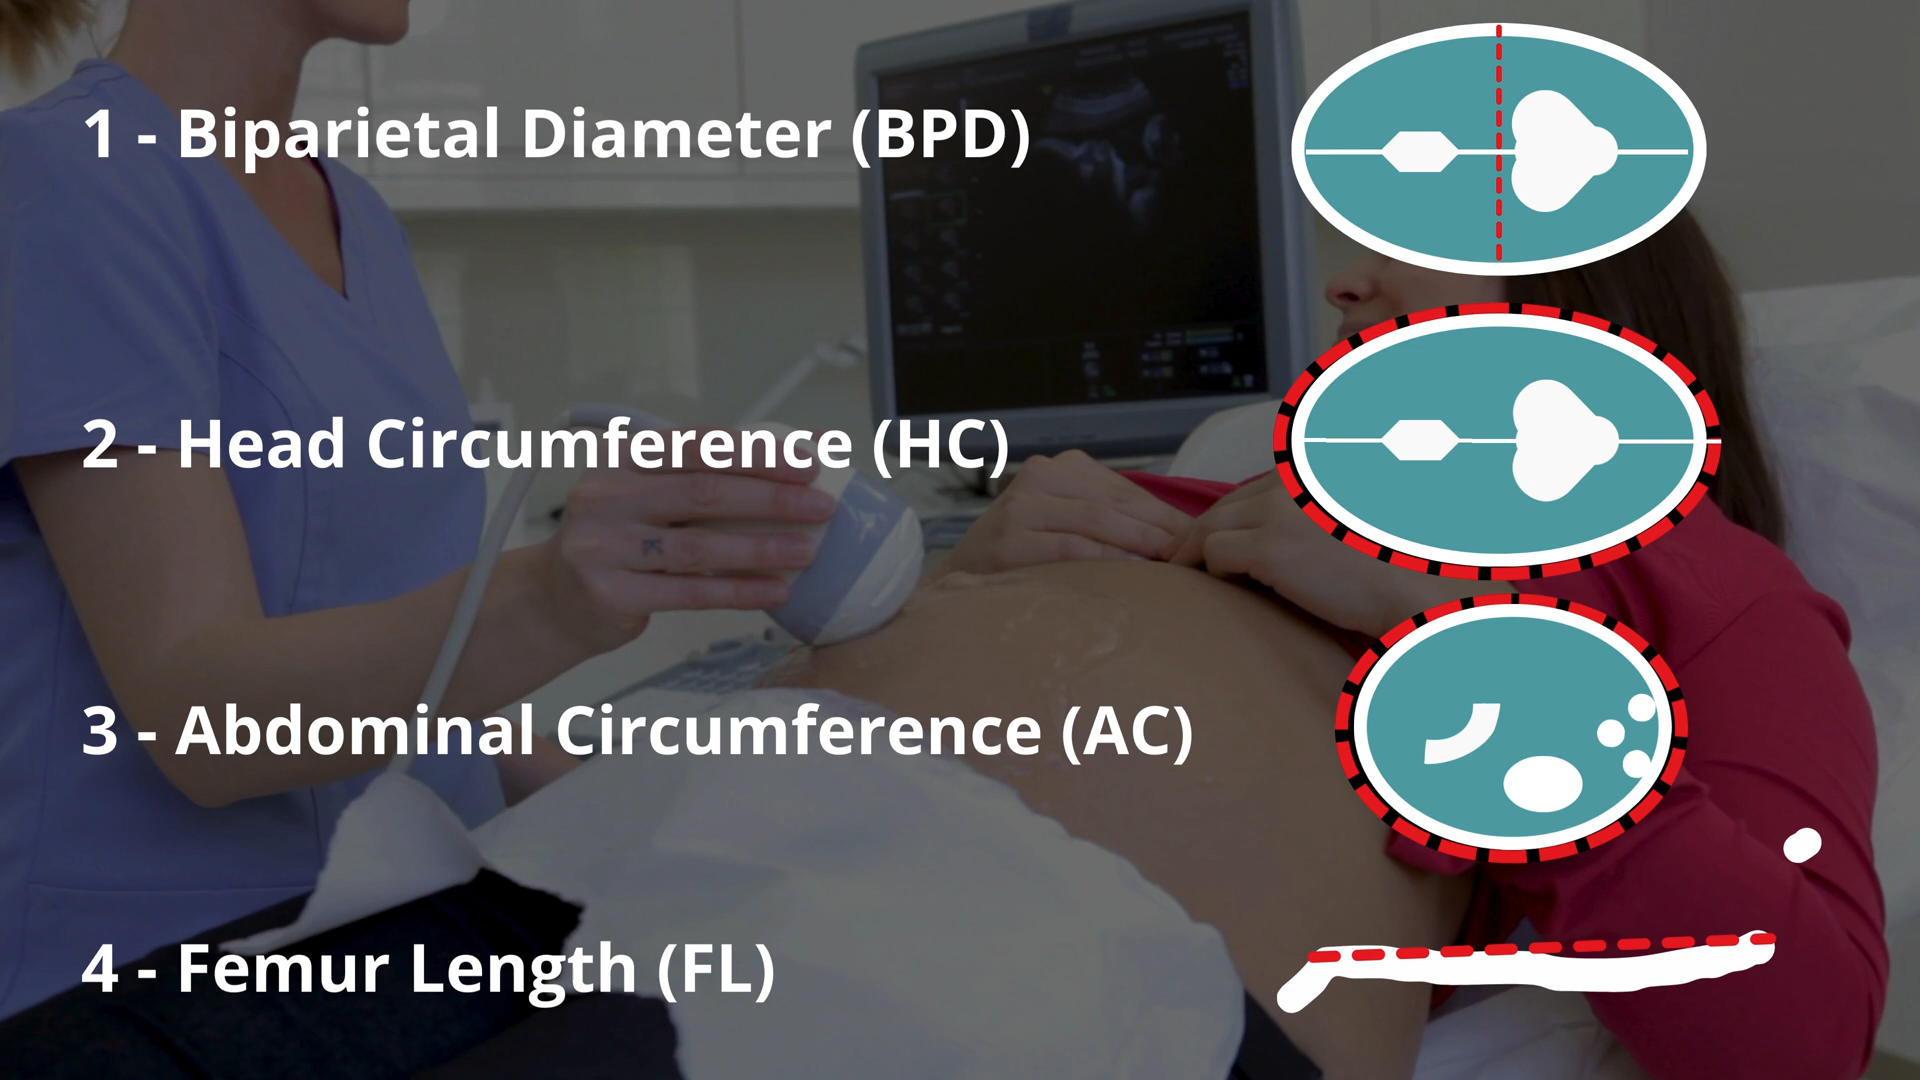 1 - Biparietal Diameter (BPD)
2 - Head Circumference (HC)
3 - Abdominal Circumference (AC)
4 - Femur Length (FL)